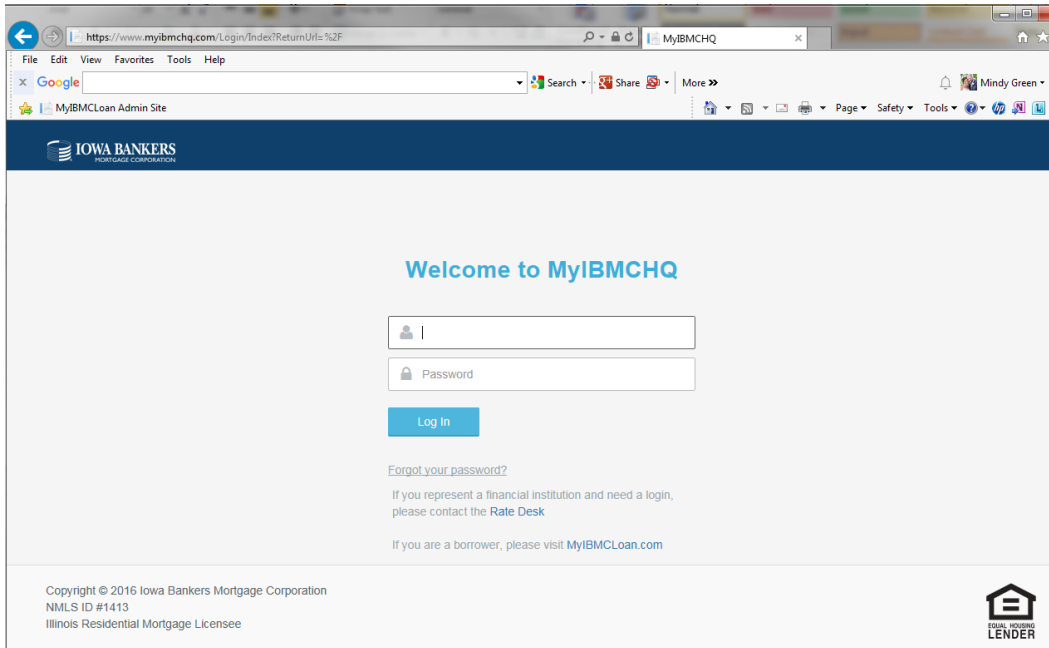 https://www.myibmchq.com/Login/Index?ReturnUrl=%2F
MyIBMCHQ
File Edit View Favorites Tools Help
x Google Search Share More » Mindy Green
MyIBMCLoan Admin Site Page Safety Tools
IOWA BANKERS
MORTGAGE CORPORATION
Welcome to MyIBMCHQ
Password
Log In
Forgot your password?
If you represent a financial institution and need a login,
please contact the Rate Desk
If you are a borrower, please visit MyIBMCLoan.com
Copyright © 2016 Iowa Bankers Mortgage Corporation
NMLS ID #1413
Illinois Residential Mortgage Licensee
EQUAL HOUSING
LENDER